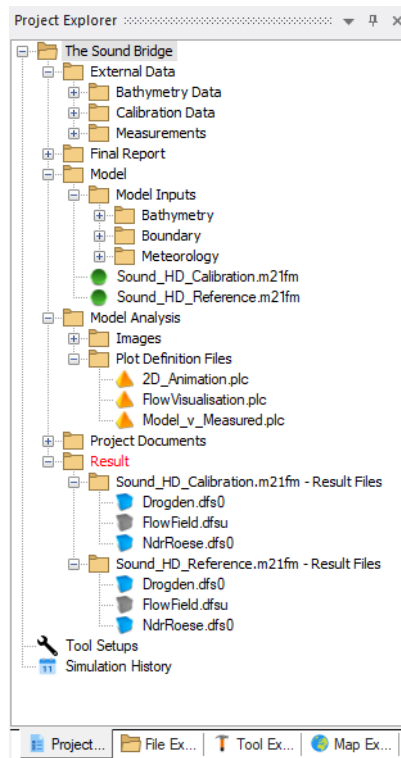 Project Explorer
The Sound Bridge
External Data
Bathymetry Data
Calibration Data
Measurements
Final Report
Model
Model Inputs
Bathymetry
Boundary
Meteorology
Sound_HD_Calibration.m21fm
Sound_HD_Reference.m21fm
Model Analysis
Images
Plot Definition Files
2D_Animation.plc
FlowVisualisation.plc
Model_v_Measured.plc
Project Documents
Result
Sound_HD_Calibration.m21fm - Result Files
Drogden.dfs0
FlowField.dfsu
NdrRoese.dfs0
Sound_HD_Reference.m21fm - Result Files
Drogden.dfs0
FlowField.dfsu
NdrRoese.dfs0
Tool Setups
11 Simulation History
Project... File Ex... Tool Ex... Map Ex...